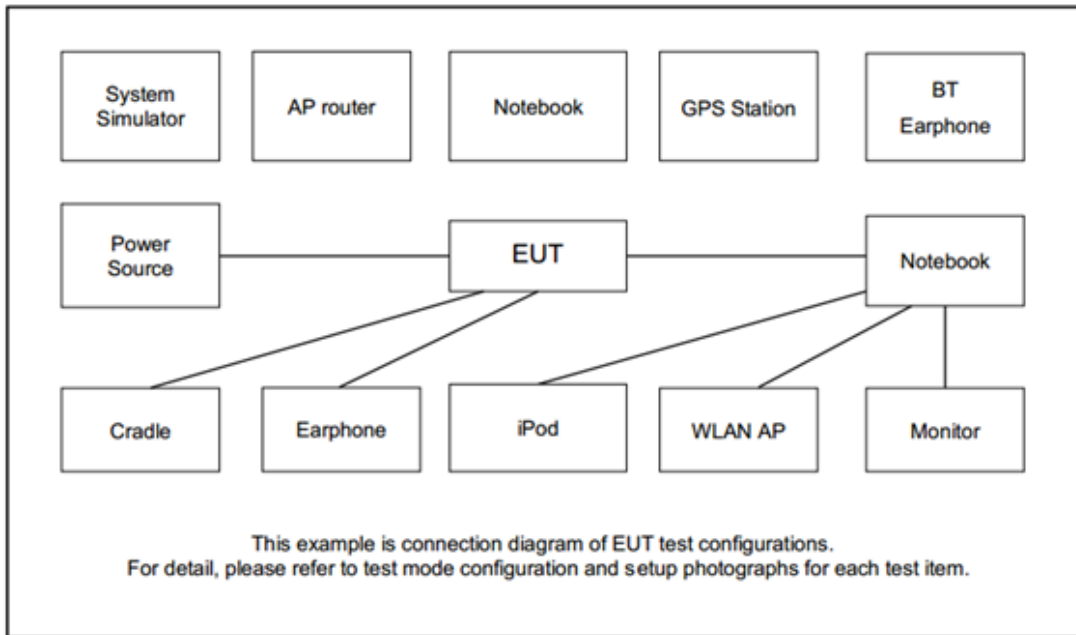 System
Simulator
AP router
Notebook
GPS Station
BT
Earphone
Power
Source
EUT
Notebook
Cradle
Earphone
iPod
WLAN AP
Monitor
This example is connection diagram of EUT test configurations.
For detail, please refer to test mode configuration and setup photographs for each test item.